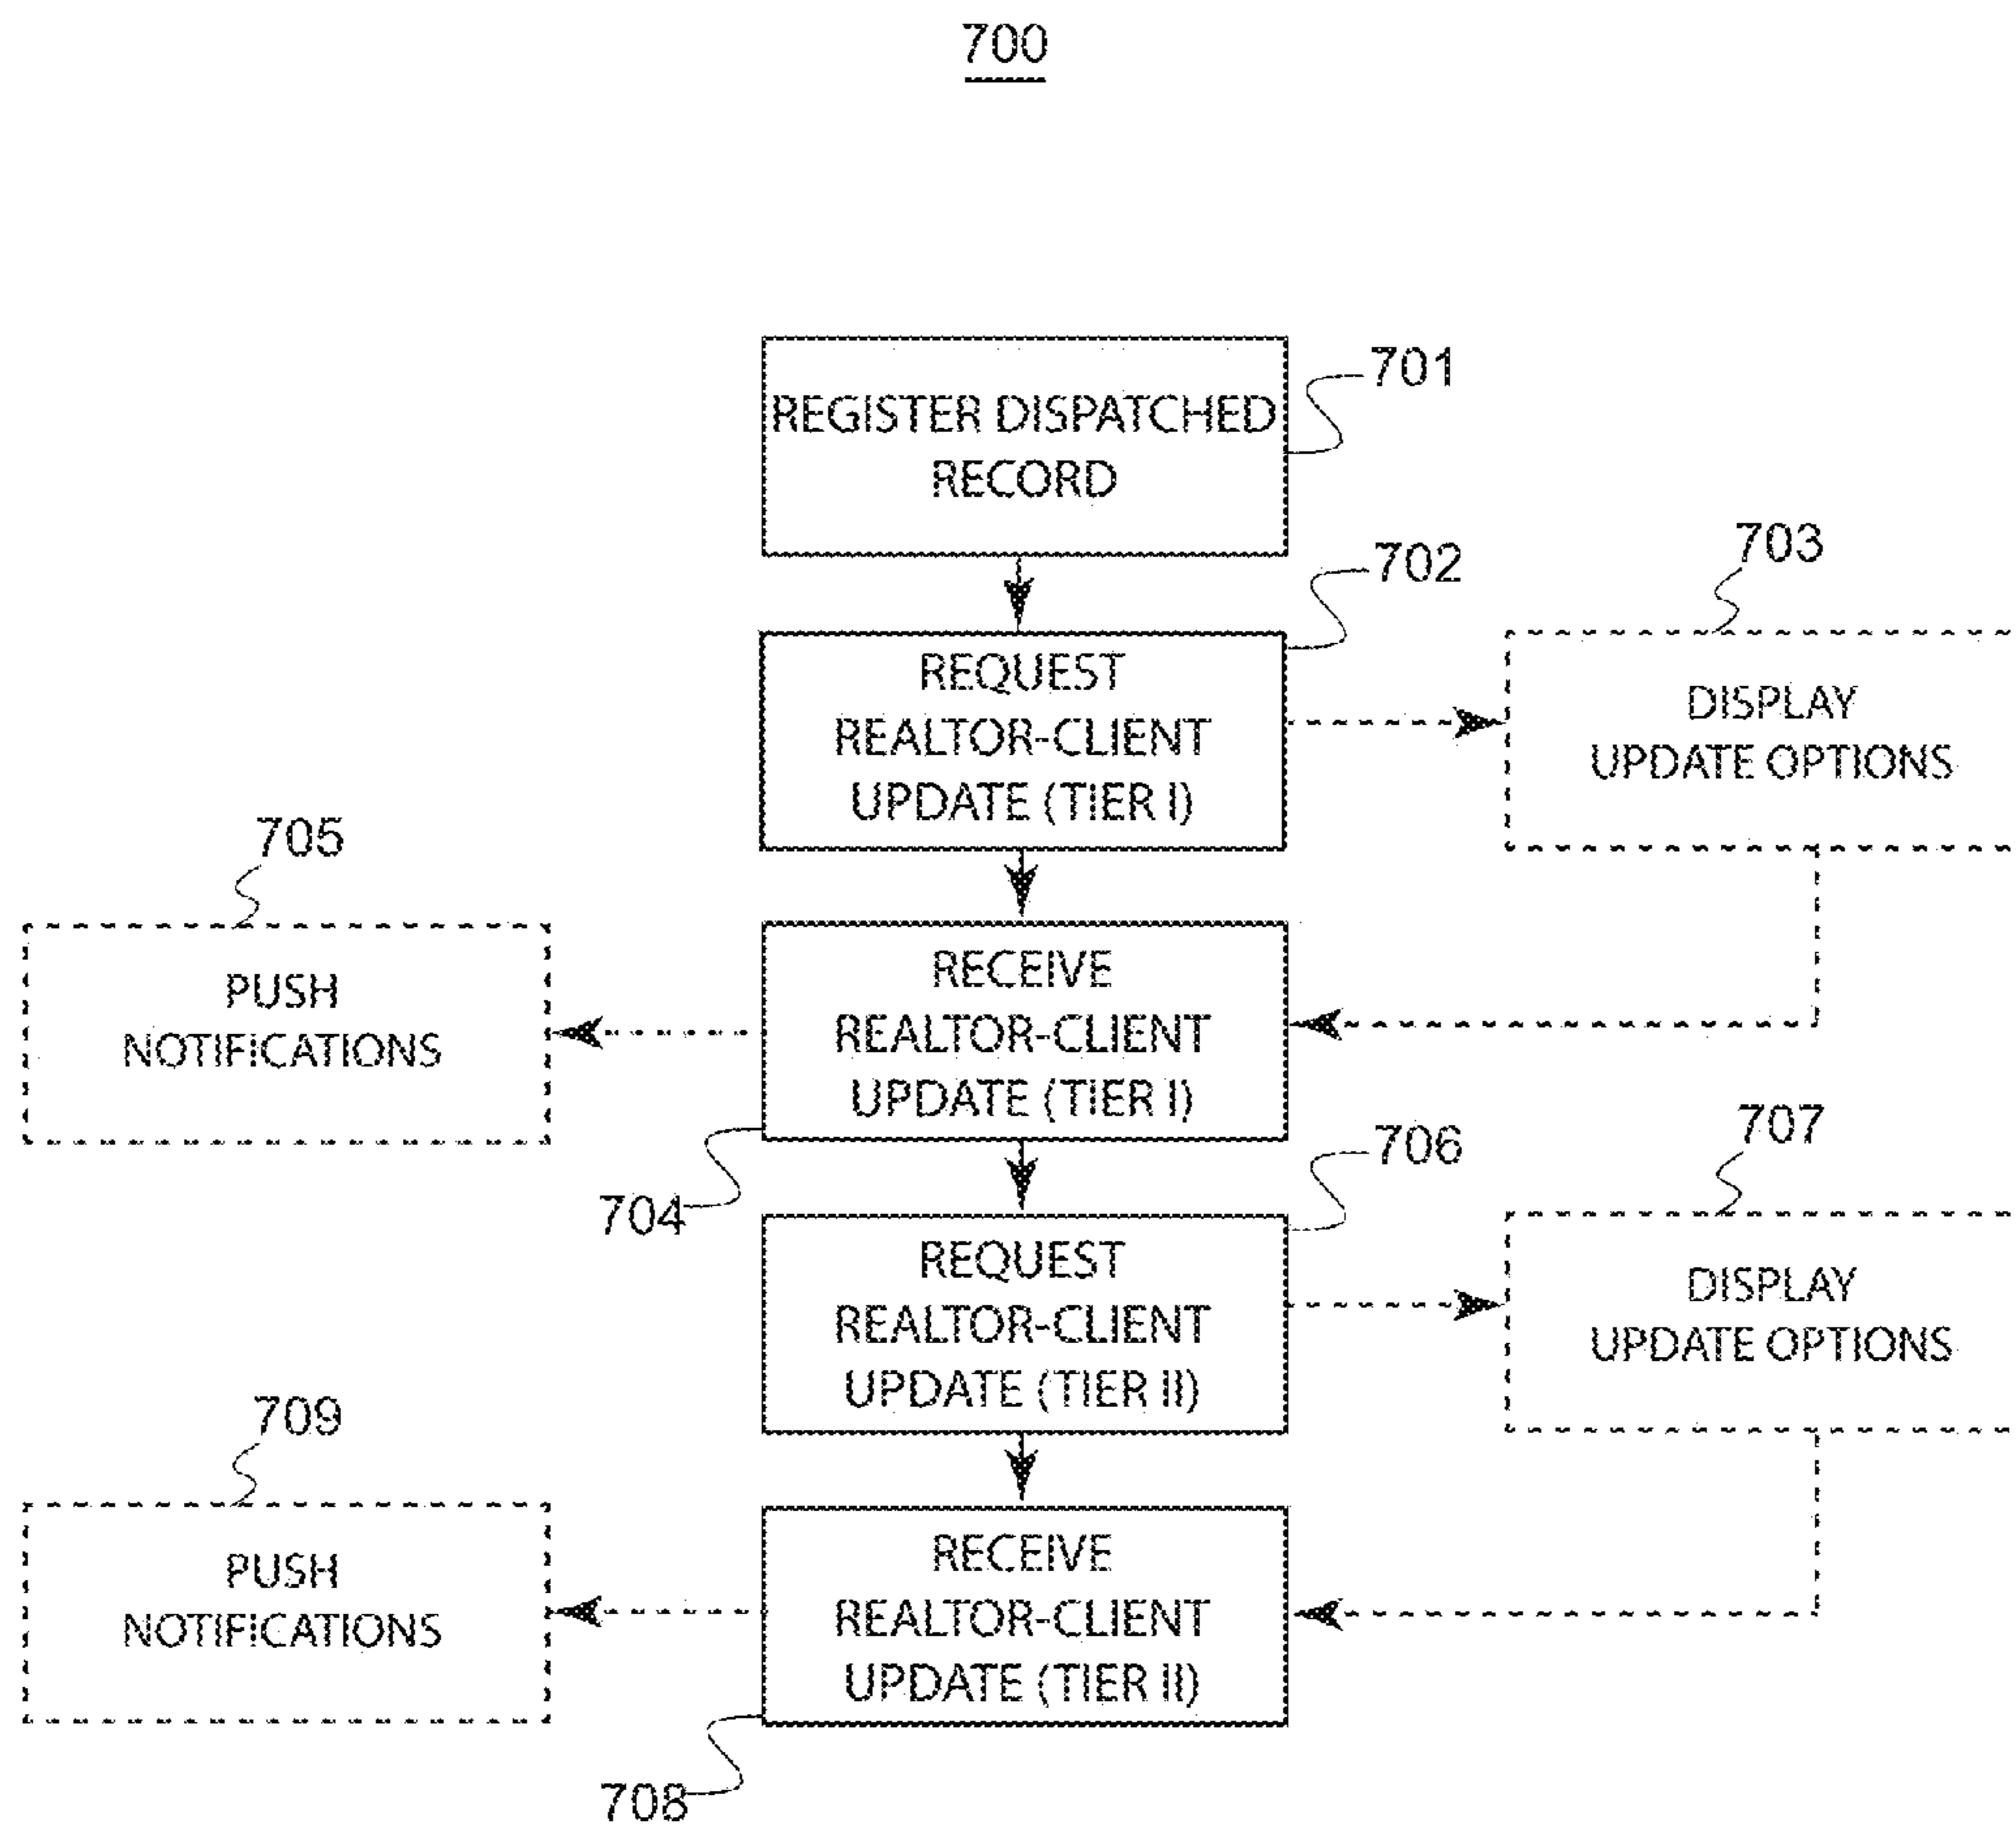 700
701
REGISTER DISPATCHED
RECORD
702
703
REQUEST
REALTOR-CLIENT
UPDATE (TIER I)
DISPLAY
UPDATE OPTIONS
705
PUSH
NOTIFICATIONS
RECEIVE
REALTOR-CLIENT
UPDATE (TIER I)
704
706
707
REQUEST
REALTOR-CLIENT
UPDATE (TIER II)
DISPLAY
UPDATE OPTIONS
709
PUSH
NOTIFICATIONS
RECEIVE
REALTOR-CLIENT
UPDATE (TIER II)
708